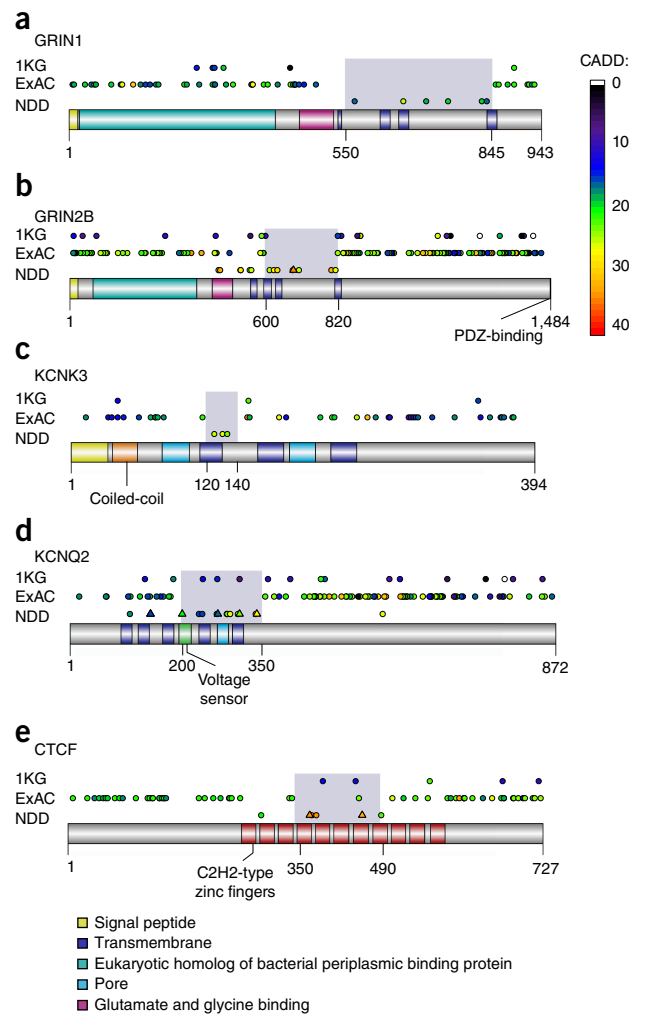 a
GRIN1
1KG
ExAC
NDD
1 550 845 943
CADD:
0
10
20
30
40
b
GRIN2B
1KG
ExAC
NDD
1 600 820 1,484
PDZ-binding
c
KCNK3
1KG
ExAC
NDD
1 120 140 394
Coiled-coil
d
KCNQ2
1KG
ExAC
NDD
1 200 350 872
Voltage
sensor
e
CTCF
1KG
ExAC
NDD
1 350 490 727
C2H2-type
zinc fingers
Signal peptide
Transmembrane
Eukaryotic homolog of bacterial periplasmic binding protein
Pore
Glutamate and glycine binding